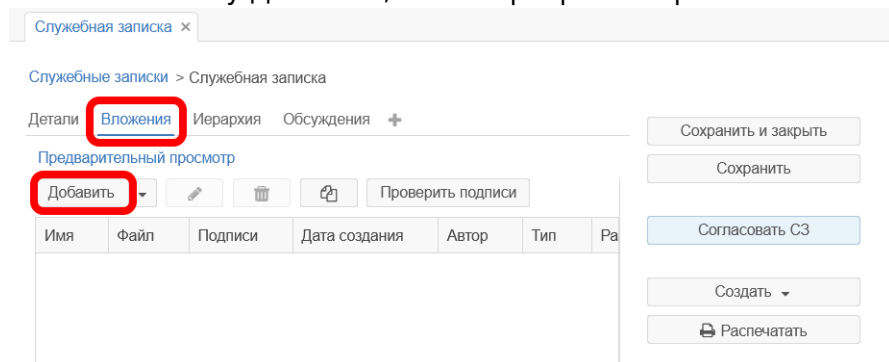 Служебная записка ×
Служебные записки > Служебная записка
Детали Вложения Иерархия Обсуждения +
Предварительный просмотр
Добавить Проверить подписи
Имя Файл Подписи Дата создания Автор Тип Ра
Сохранить и закрыть
Сохранить
Согласовать СЗ
Создать
Распечатать